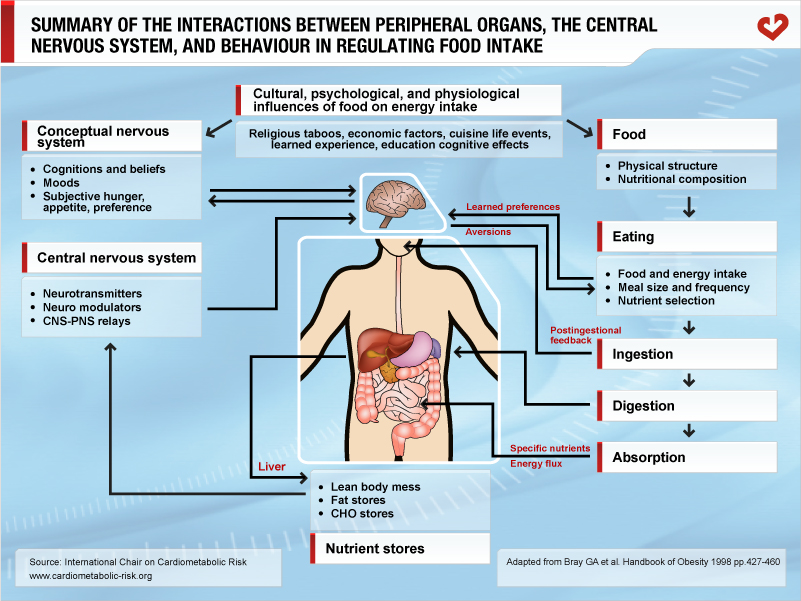 SUMMARY OF THE INTERACTIONS BETWEEN PERIPHERAL ORGANS, THE CENTRAL
NERVOUS SYSTEM, AND BEHAVIOUR IN REGULATING FOOD INTAKE
Cultural, psychological, and physiological
influences of food on energy intake
Religious taboos, economic factors, cuisine life events,
learned experience, education cognitive effects
Conceptual nervous
system
• Cognitions and beliefs
• Moods
• Subjective hunger,
appetite, preference
Central nervous system
• Neurotransmitters
• Neuro modulators
• CNS-PNS relays
Food
• Physical structure
• Nutritional composition
Learned preferences
Aversions
Eating
• Food and energy intake
• Meal size and frequency
• Nutrient selection
Postingestional
feedback
Ingestion
Digestion
Specific nutrients
Energy flux
Absorption
Liver
• Lean body mess
• Fat stores
• CHO stores
Nutrient stores
Source: International Chair on Cardiometabolic Risk
www.cardiometabolic-risk.org
Adapted from Bray GA et al. Handbook of Obesity 1998 pp.427-460